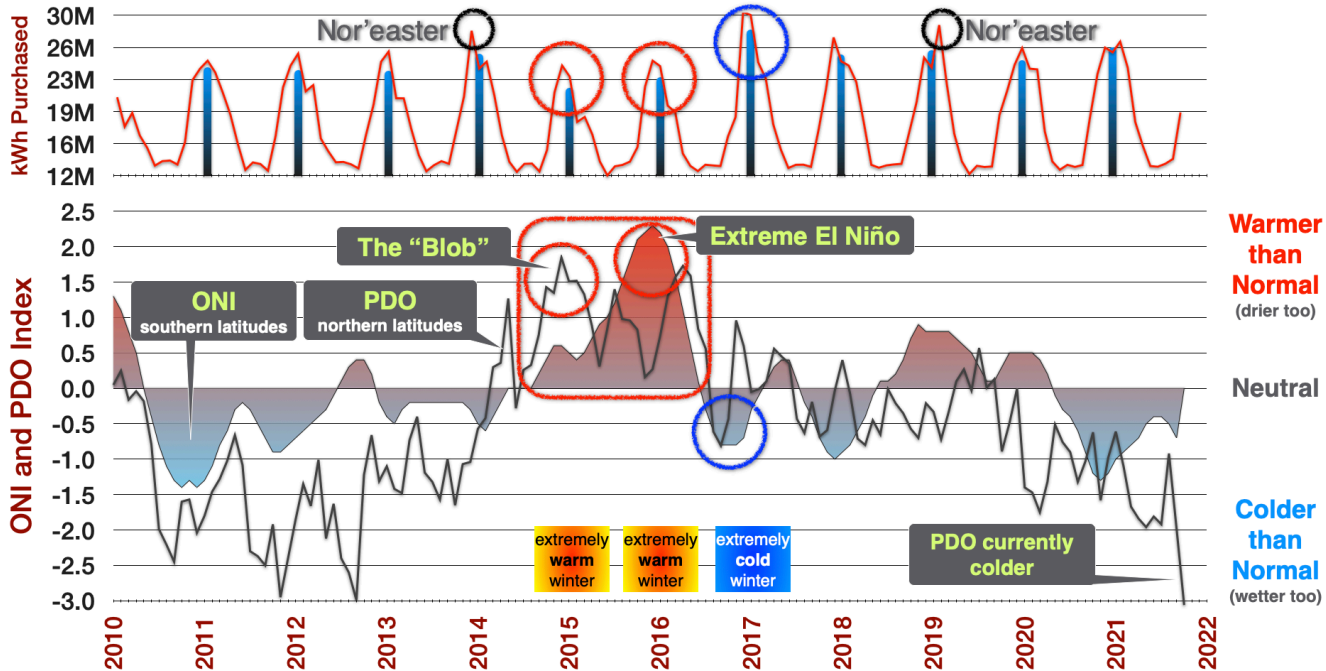 kWh Purchased
30M
26M
23M
19M
16M
12M
Nor’easter
Nor’easter
ONI and PDO Index
2.5
2.0
1.5
1.0
0.5
0.0
-0.5
-1.0
-1.5
-2.0
-2.5
-3.0
The “Blob”
Extreme El Niño
ONI
southern latitudes
PDO
northern latitudes
extremely
warm
winter
extremely
warm
winter
extremely
cold
winter
PDO currently
colder
Warmer
than
Normal
(drier too)
Neutral
Colder
than
Normal
(wetter too)
2010
2011
2012
2013
2014
2015
2016
2017
2018
2019
2020
2021
2022